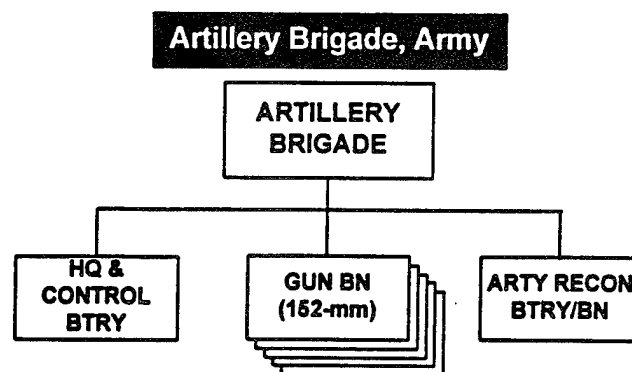 Artillery Brigade, Army
ARTILLERY
BRIGADE
HQ &
CONTROL
BTRY
GUN BN
(152-mm)
ARTY RECON
BTRY/BN